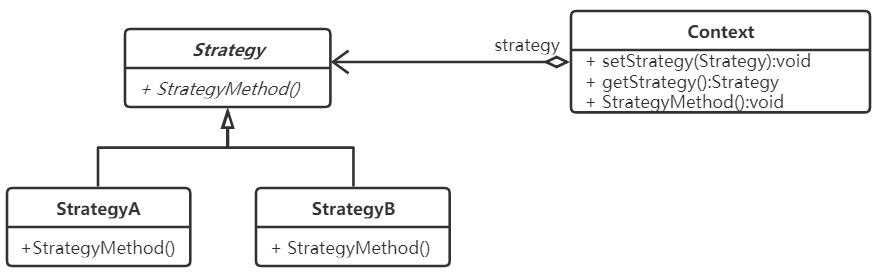 Strategy
+ StrategyMethod()
strategy
Context
+ setStrategy(Strategy):void
+ getStrategy():Strategy
+ StrategyMethod():void
StrategyA
+StrategyMethod()
StrategyB
+ StrategyMethod()